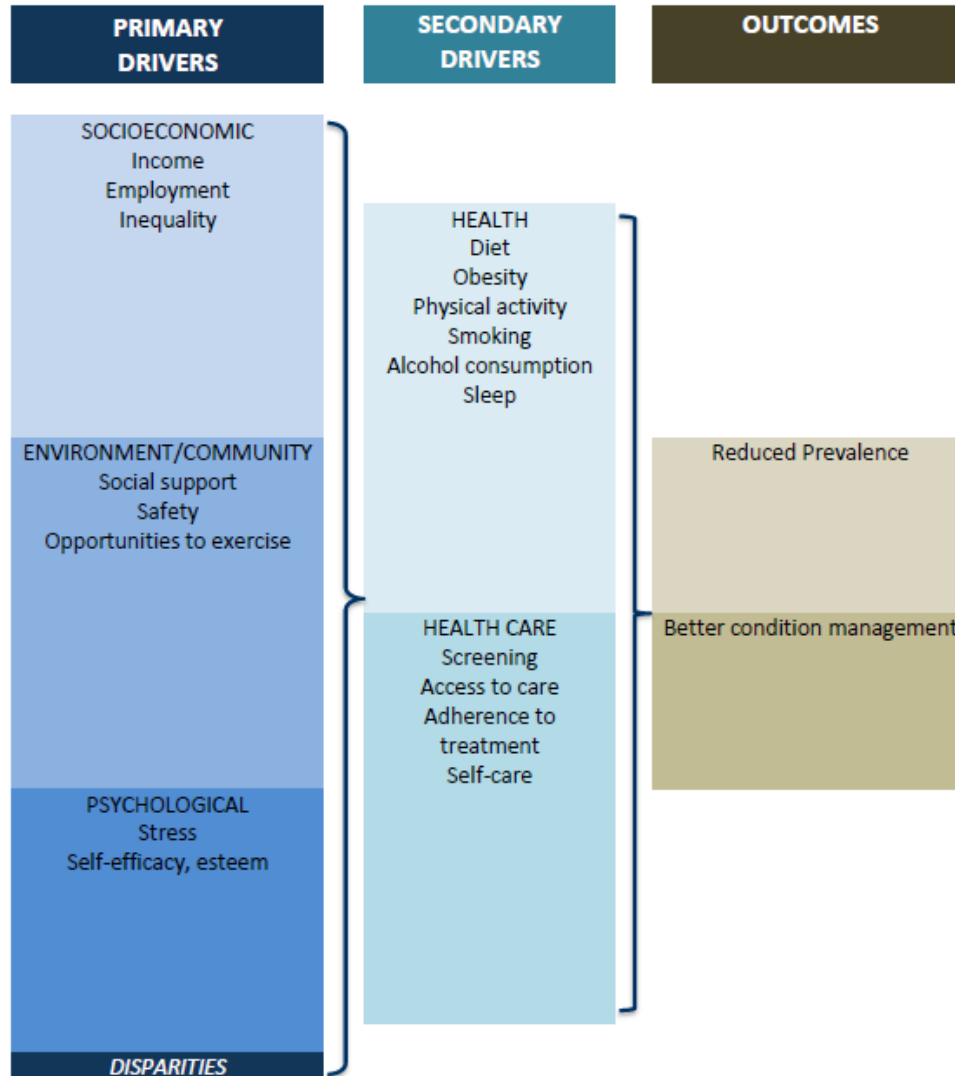 PRIMARY
DRIVERS
SECONDARY
DRIVERS
OUTCOMES
SOCIOECONOMIC
Income
Employment
Inequality
ENVIRONMENT/COMMUNITY
Social support
Safety
Opportunities to exercise
PSYCHOLOGICAL
Stress
Self-efficacy, esteem
DISPARITIES
HEALTH
Diet
Obesity
Physical activity
Smoking
Alcohol consumption
Sleep
HEALTH CARE
Screening
Access to care
Adherence to
treatment
Self-care
Reduced Prevalence
Better condition management